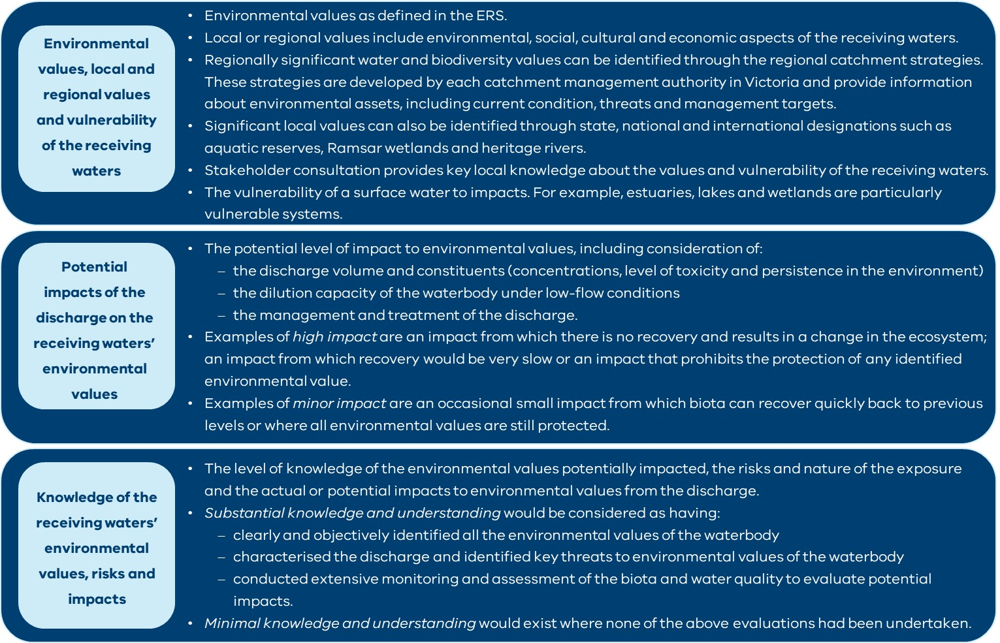 Environmental
values, local and
regional values
and vulnerability
of the receiving
waters
• Environmental values as defined in the ERS.
• Local or regional values include environmental, social, cultural and economic aspects of the receiving waters.
• Regionally significant water and biodiversity values can be identified through the regional catchment strategies.
These strategies are developed by each catchment management authority in Victoria and provide information
about environmental assets, including current condition, threats and management targets.
• Significant local values can also be identified through state, national and international designations such as
aquatic reserves, Ramsar wetlands and heritage rivers.
• Stakeholder consultation provides key local knowledge about the values and vulnerability of the receiving waters.
• The vulnerability of a surface water to impacts. For example, estuaries, lakes and wetlands are particularly
vulnerable systems.
Potential
impacts of the
discharge on the
receiving waters’
environmental
values
• The potential level of impact to environmental values, including consideration of:
– the discharge volume and constituents (concentrations, level of toxicity and persistence in the environment)
– the dilution capacity of the waterbody under low-flow conditions
– the management and treatment of the discharge.
• Examples of high impact are an impact from which there is no recovery and results in a change in the ecosystem;
an impact from which recovery would be very slow or an impact that prohibits the protection of any identified
environmental value.
• Examples of minor impact are an occasional small impact from which biota can recover quickly back to previous
levels or where all environmental values are still protected.
Knowledge of the
receiving waters’
environmental
values, risks and
impacts
• The level of knowledge of the environmental values potentially impacted, the risks and nature of the exposure
and the actual or potential impacts to environmental values from the discharge.
• Substantial knowledge and understanding would be considered as having:
– clearly and objectively identified all the environmental values of the waterbody
– characterised the discharge and identified key threats to environmental values of the waterbody
– conducted extensive monitoring and assessment of the biota and water quality to evaluate potential
impacts.
• Minimal knowledge and understanding would exist where none of the above evaluations had been undertaken.